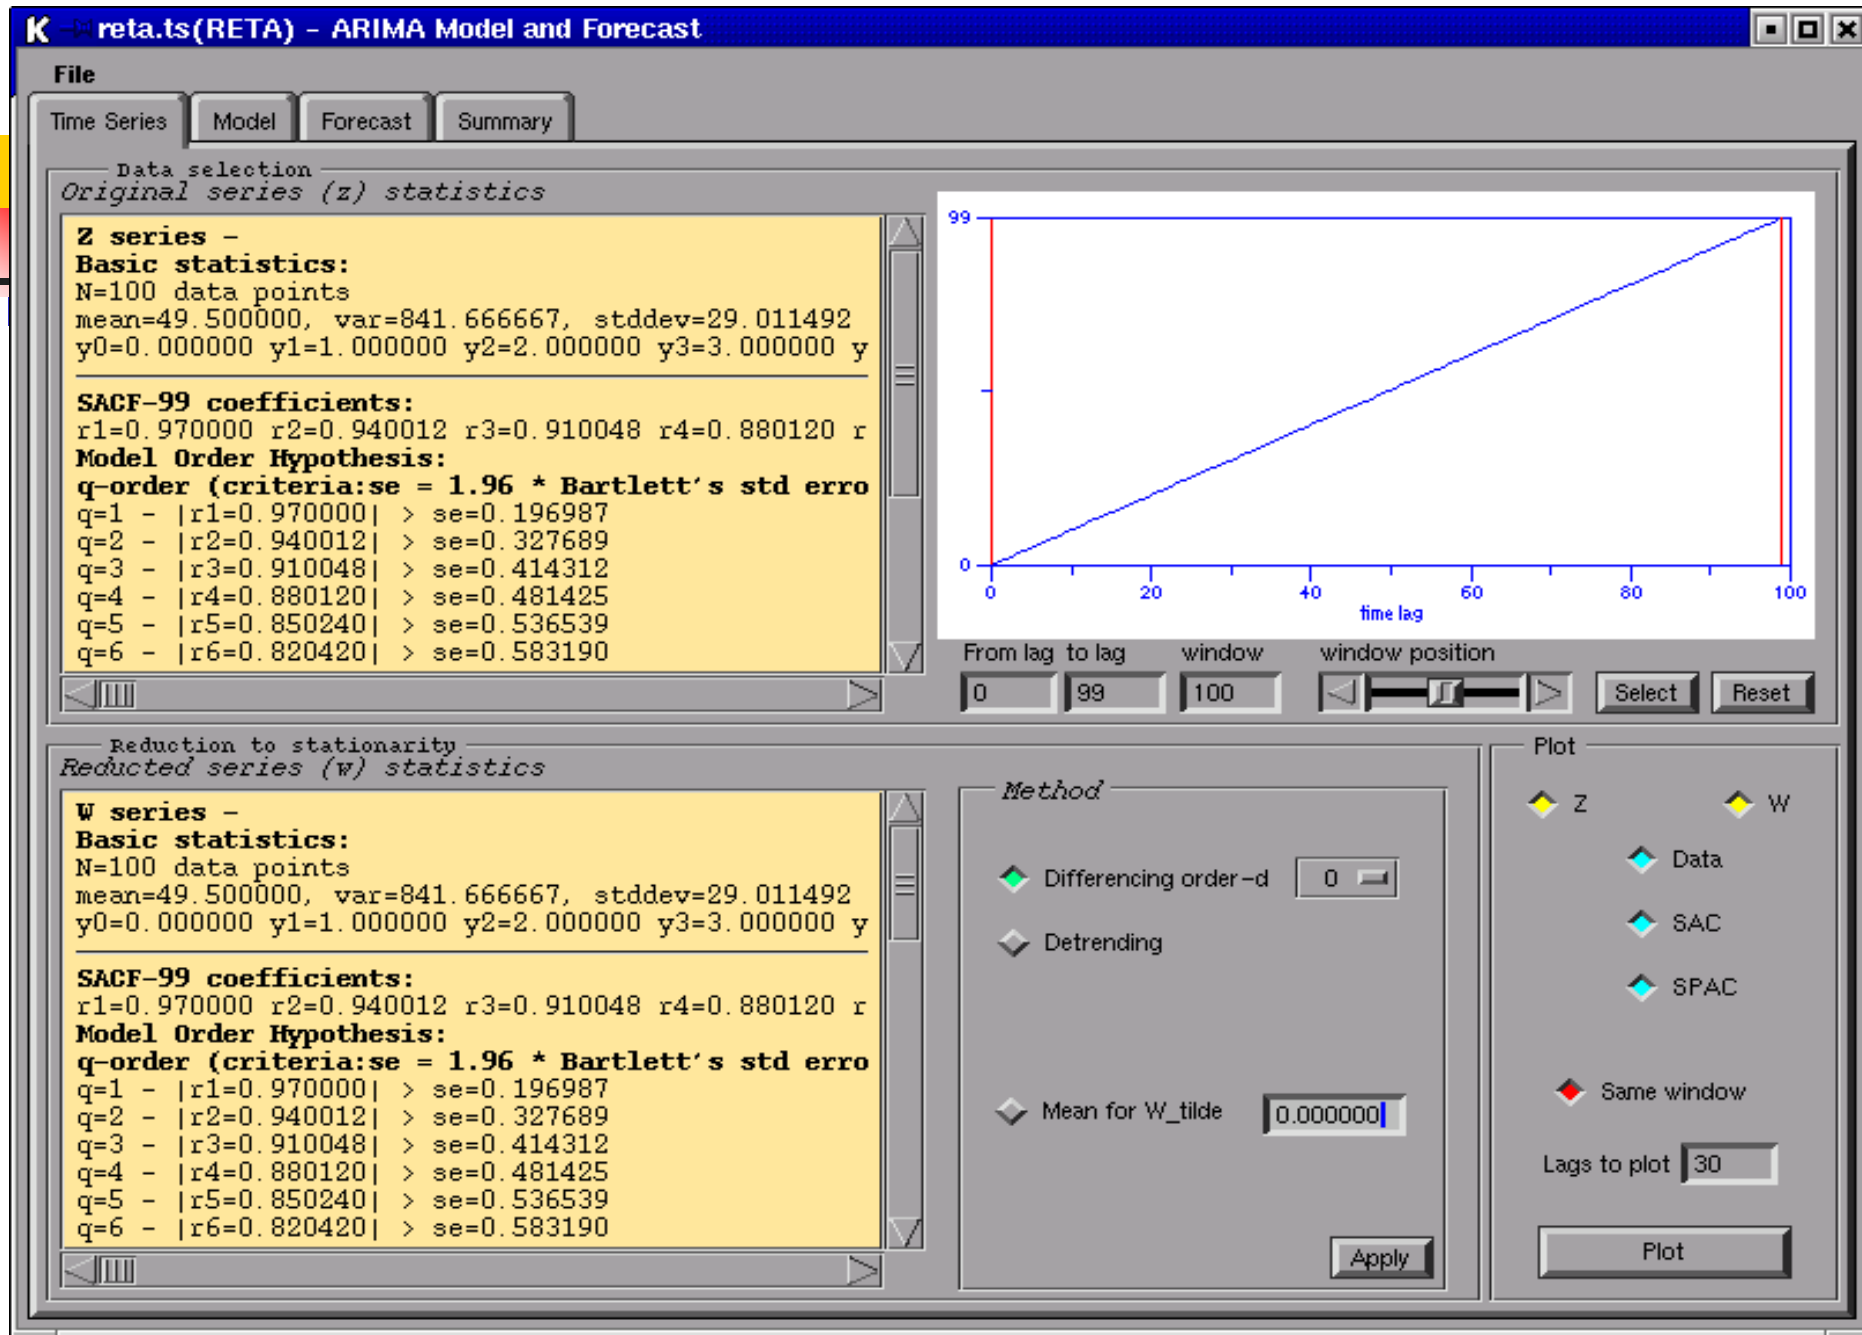 K reta.ts(RETA) - ARIMA Model and Forecast
File
Time Series Model Forecast Summary
Data selection
Original series (z) statistics
Z series -
Basic statistics:
N=100 data points
mean=49.500000, var=841.666667, stddev=29.011492
y0=0.000000 y1=1.000000 y2=2.000000 y3=3.000000 y
SACF-99 coefficients:
r1=0.970000 r2=0.940012 r3=0.910048 r4=0.880120 r
Model Order Hypothesis:
q-order (criteria:se = 1.96 * Bartlett's std erro
q=1 - |r1=0.970000| > se=0.196987
q=2 - |r2=0.940012| > se=0.327689
q=3 - |r3=0.910048| > se=0.414312
q=4 - |r4=0.880120| > se=0.481425
q=5 - |r5=0.850240| > se=0.536539
q=6 - |r6=0.820420| > se=0.583190
99
0
0 20 40 60 80 100
time lag
From lag to lag window window position
0 99 100 Select Reset
Reduction to stationarity
Reducted series (w) statistics
W series -
Basic statistics:
N=100 data points
mean=49.500000, var=841.666667, stddev=29.011492
y0=0.000000 y1=1.000000 y2=2.000000 y3=3.000000 y
SACF-99 coefficients:
r1=0.970000 r2=0.940012 r3=0.910048 r4=0.880120 r
Model Order Hypothesis:
q-order (criteria:se = 1.96 * Bartlett's std erro
q=1 - |r1=0.970000| > se=0.196987
q=2 - |r2=0.940012| > se=0.327689
q=3 - |r3=0.910048| > se=0.414312
q=4 - |r4=0.880120| > se=0.481425
q=5 - |r5=0.850240| > se=0.536539
q=6 - |r6=0.820420| > se=0.583190
Method
Differencing order-d 0
Detrending
Mean for W_tilde 0.000000
Apply
Plot
Z W
Data
SAC
SPAC
Same window
Lags to plot 30
Plot